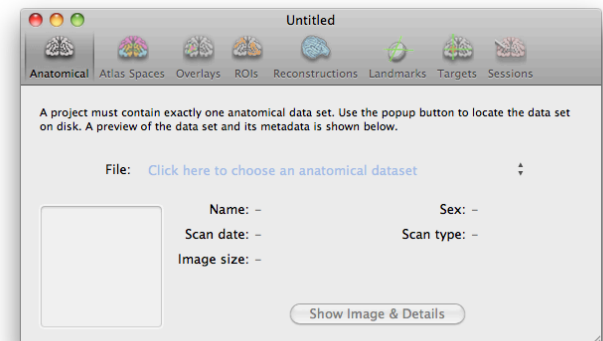 Untitled
Anatomical Atlas Spaces Overlays ROIs Reconstructions Landmarks Targets Sessions
A project must contain exactly one anatomical data set. Use the popup button to locate the data set
on disk. A preview of the data set and its metadata is shown below.
File: Click here to choose an anatomical dataset
Name: – Sex: –
Scan date: – Scan type: –
Image size: –
Show Image & Details